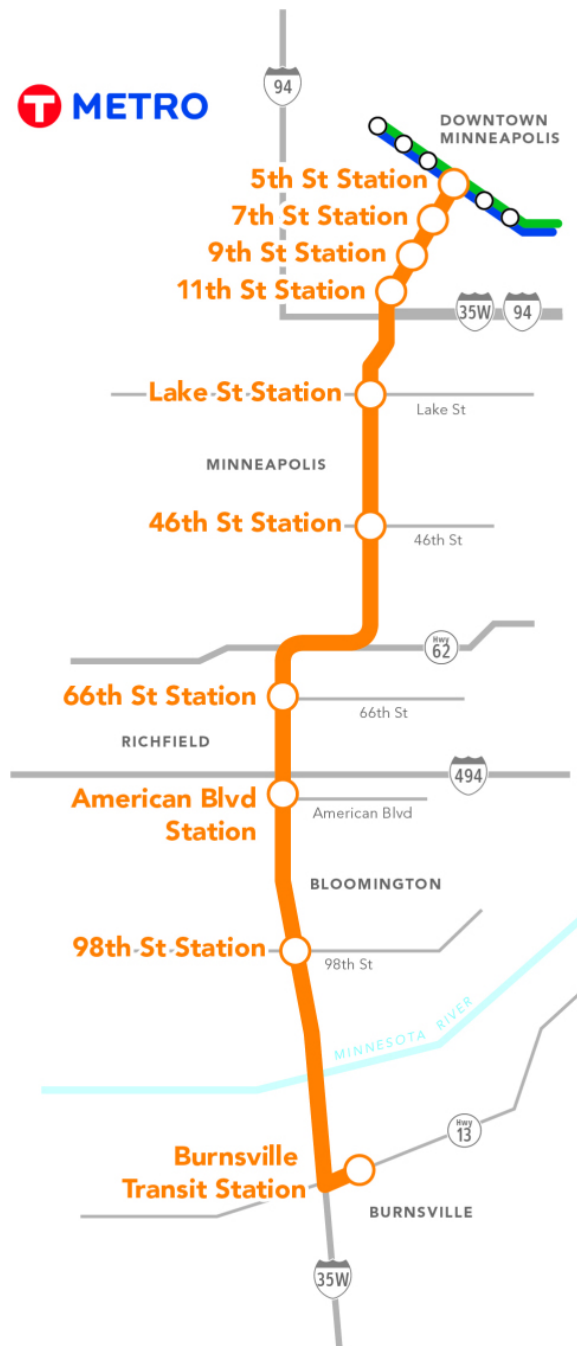 94
T METRO
DOWNTOWN
MINNEAPOLIS
5th St Station
7th St Station
9th St Station
11th St Station
35W
94
Lake St Station
Lake St
MINNEAPOLIS
46th St Station
46th St
Hwy
62
66th St Station
66th St
RICHFIELD
494
American Blvd
Station
American Blvd
BLOOMINGTON
98th St Station
98th St
MINNESOTA RIVER
Hwy
13
Burnsville
Transit Station
BURNSVILLE
35W